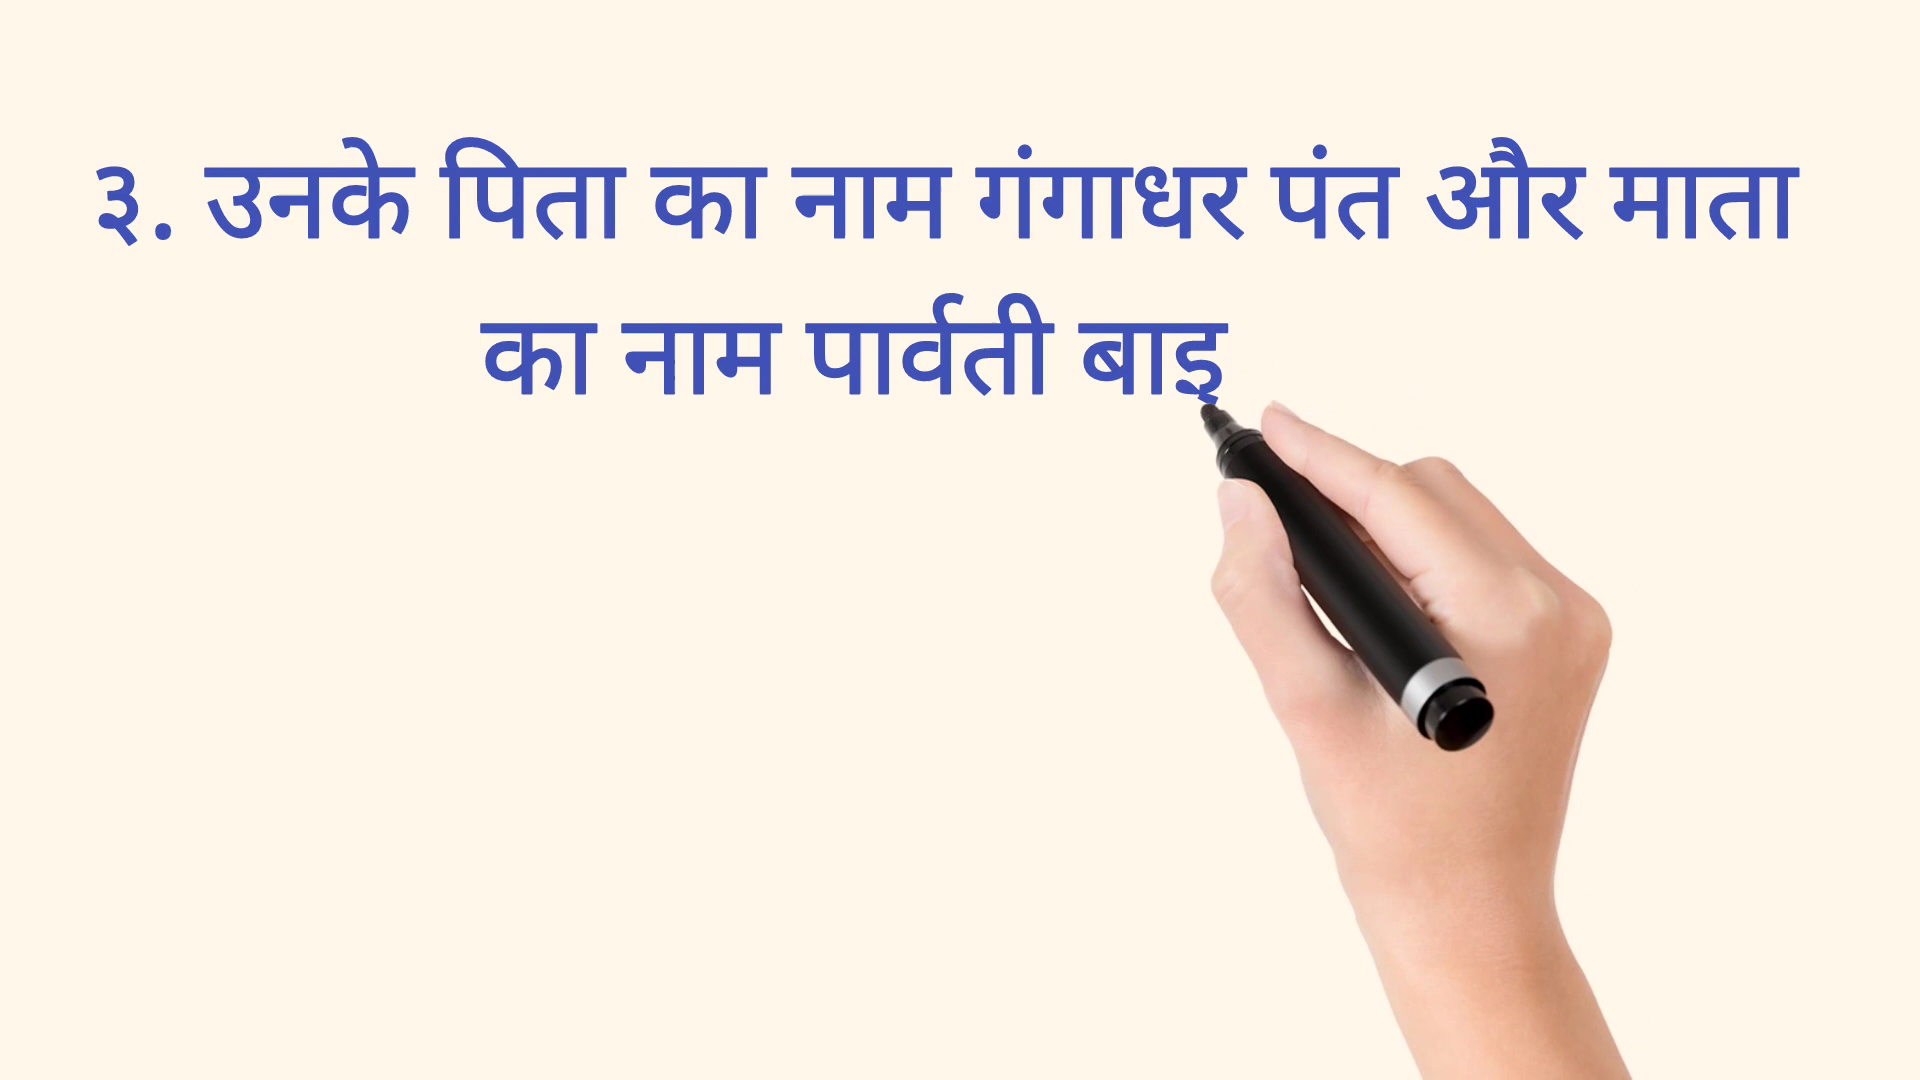 ३. उनके पिता का नाम गंगाधर पंत और माता
का नाम पार्वती बाइ